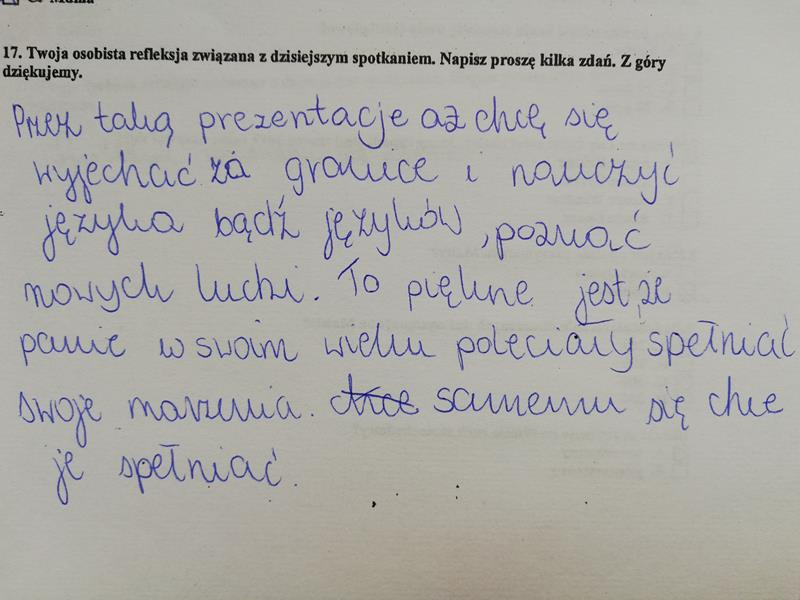 17. Twoja osobista refleksja związana z dzisiejszym spotkaniem. Napisz proszę kilka zdań. Z góry
dziękujemy.
Przez taką prezentacje aż chcę się
wyjechać za granice i nauczyć
języka bądź języków, poznać
nowych ludzi. To piękne jest, że
panie w swoim wieku poleciały spełniać
swoje marzenia. chce samemu się chce
je spełniać.